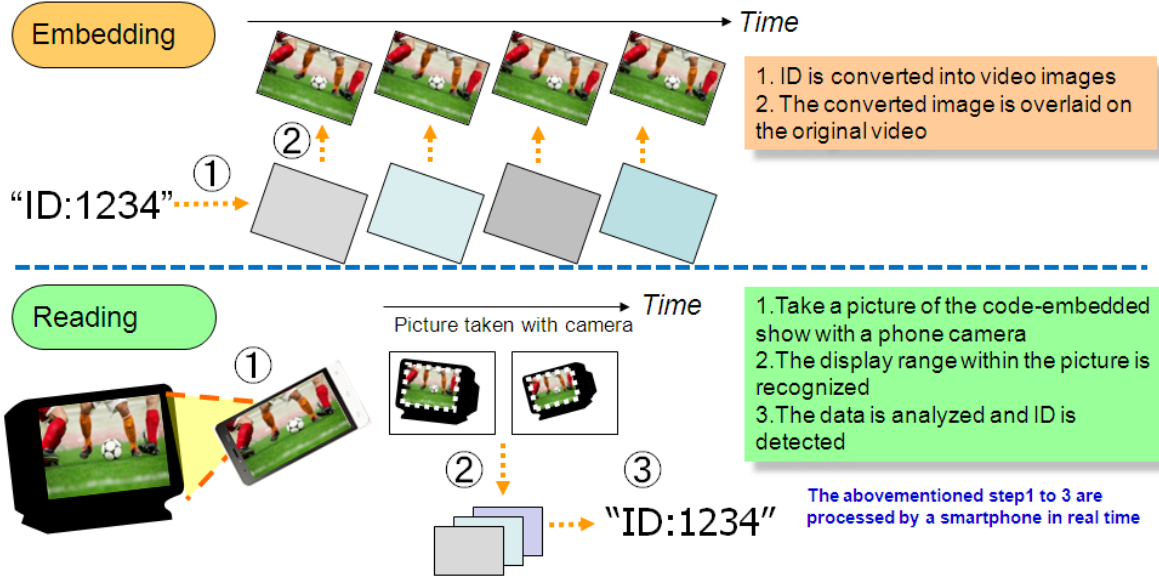 Embedding
Time
1. ID is converted into video images
2. The converted image is overlaid on
the original video
②
①
“ID:1234”
Reading
Time
Picture taken with camera
①
1.Take a picture of the code-embedded
show with a phone camera
2.The display range within the picture is
recognized
3.The data is analyzed and ID is
detected
②
③
“ID:1234”
The abovementioned step1 to 3 are
processed by a smartphone in real time